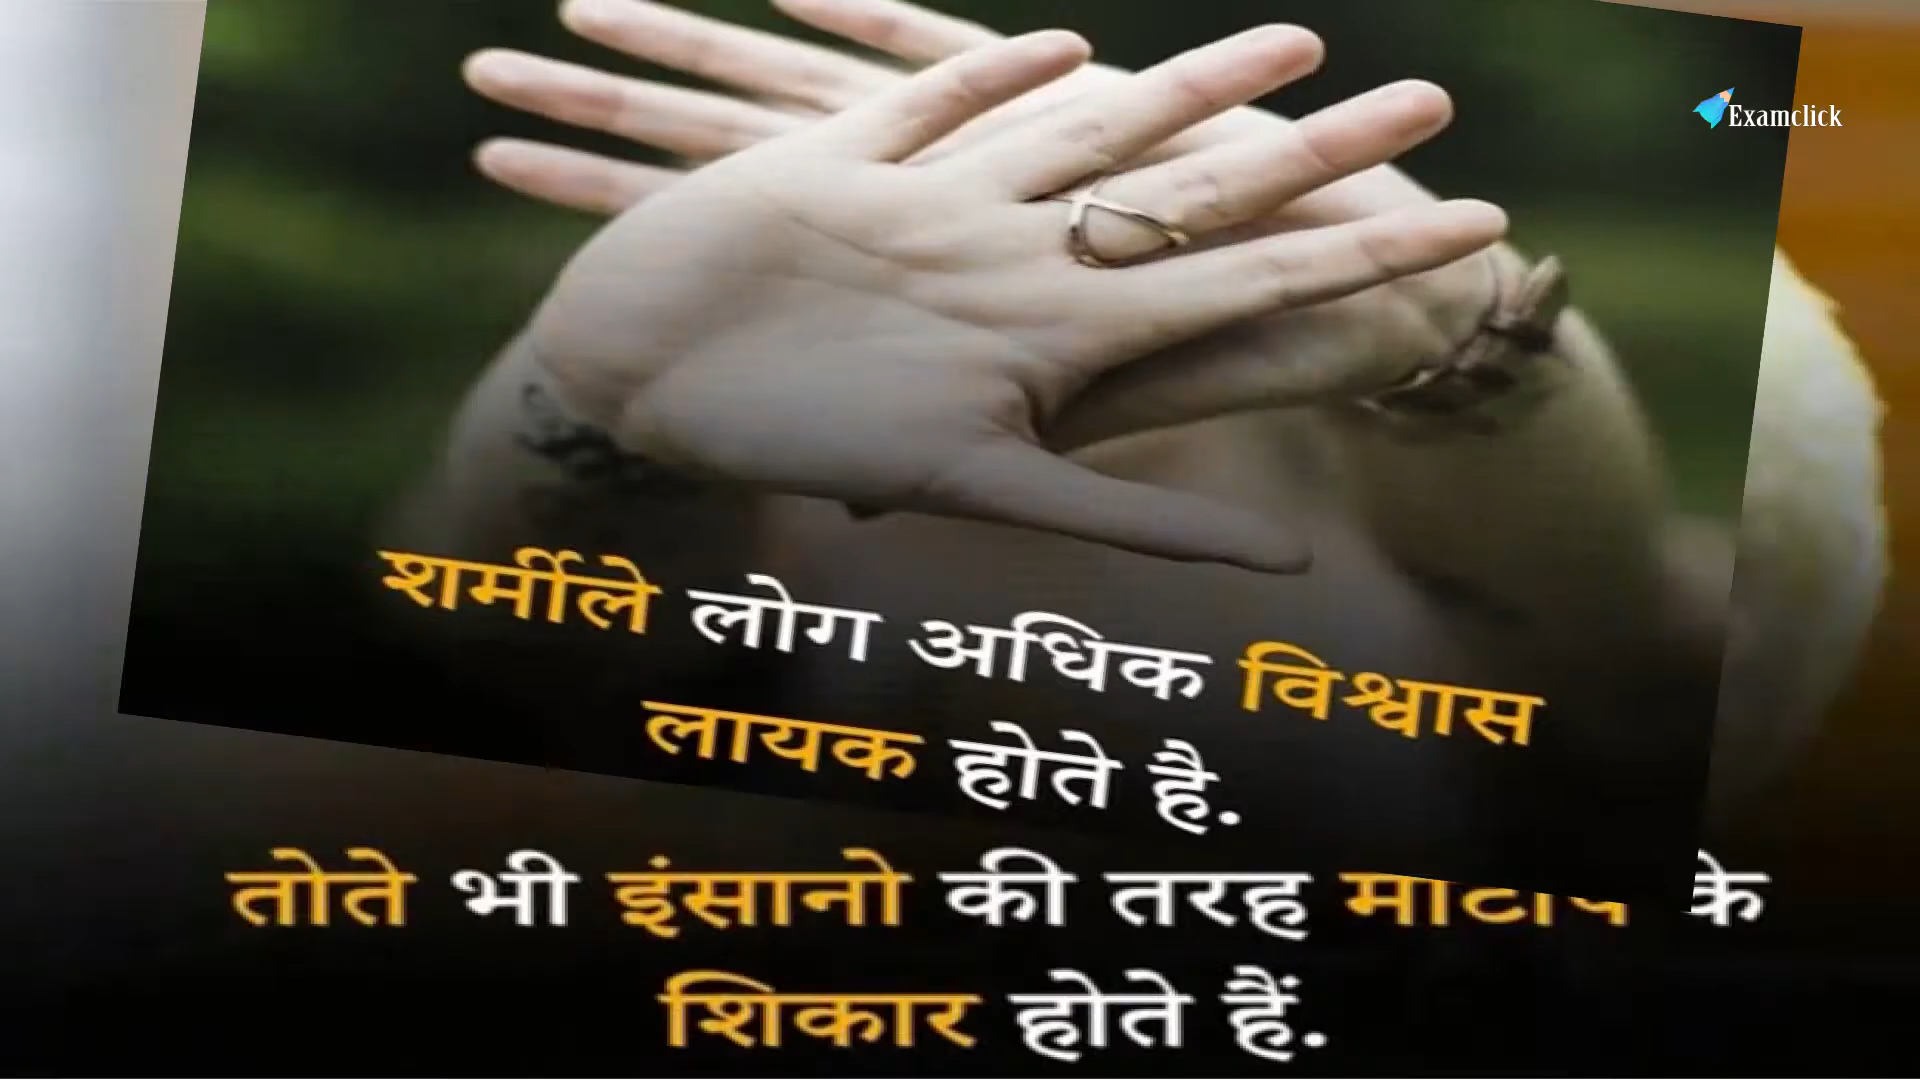 Examclick
शर्मीले लोग अधिक विश्वास
लायक होते है.
तोते भी इंसानो की तरह के
शिकार होते हैं.